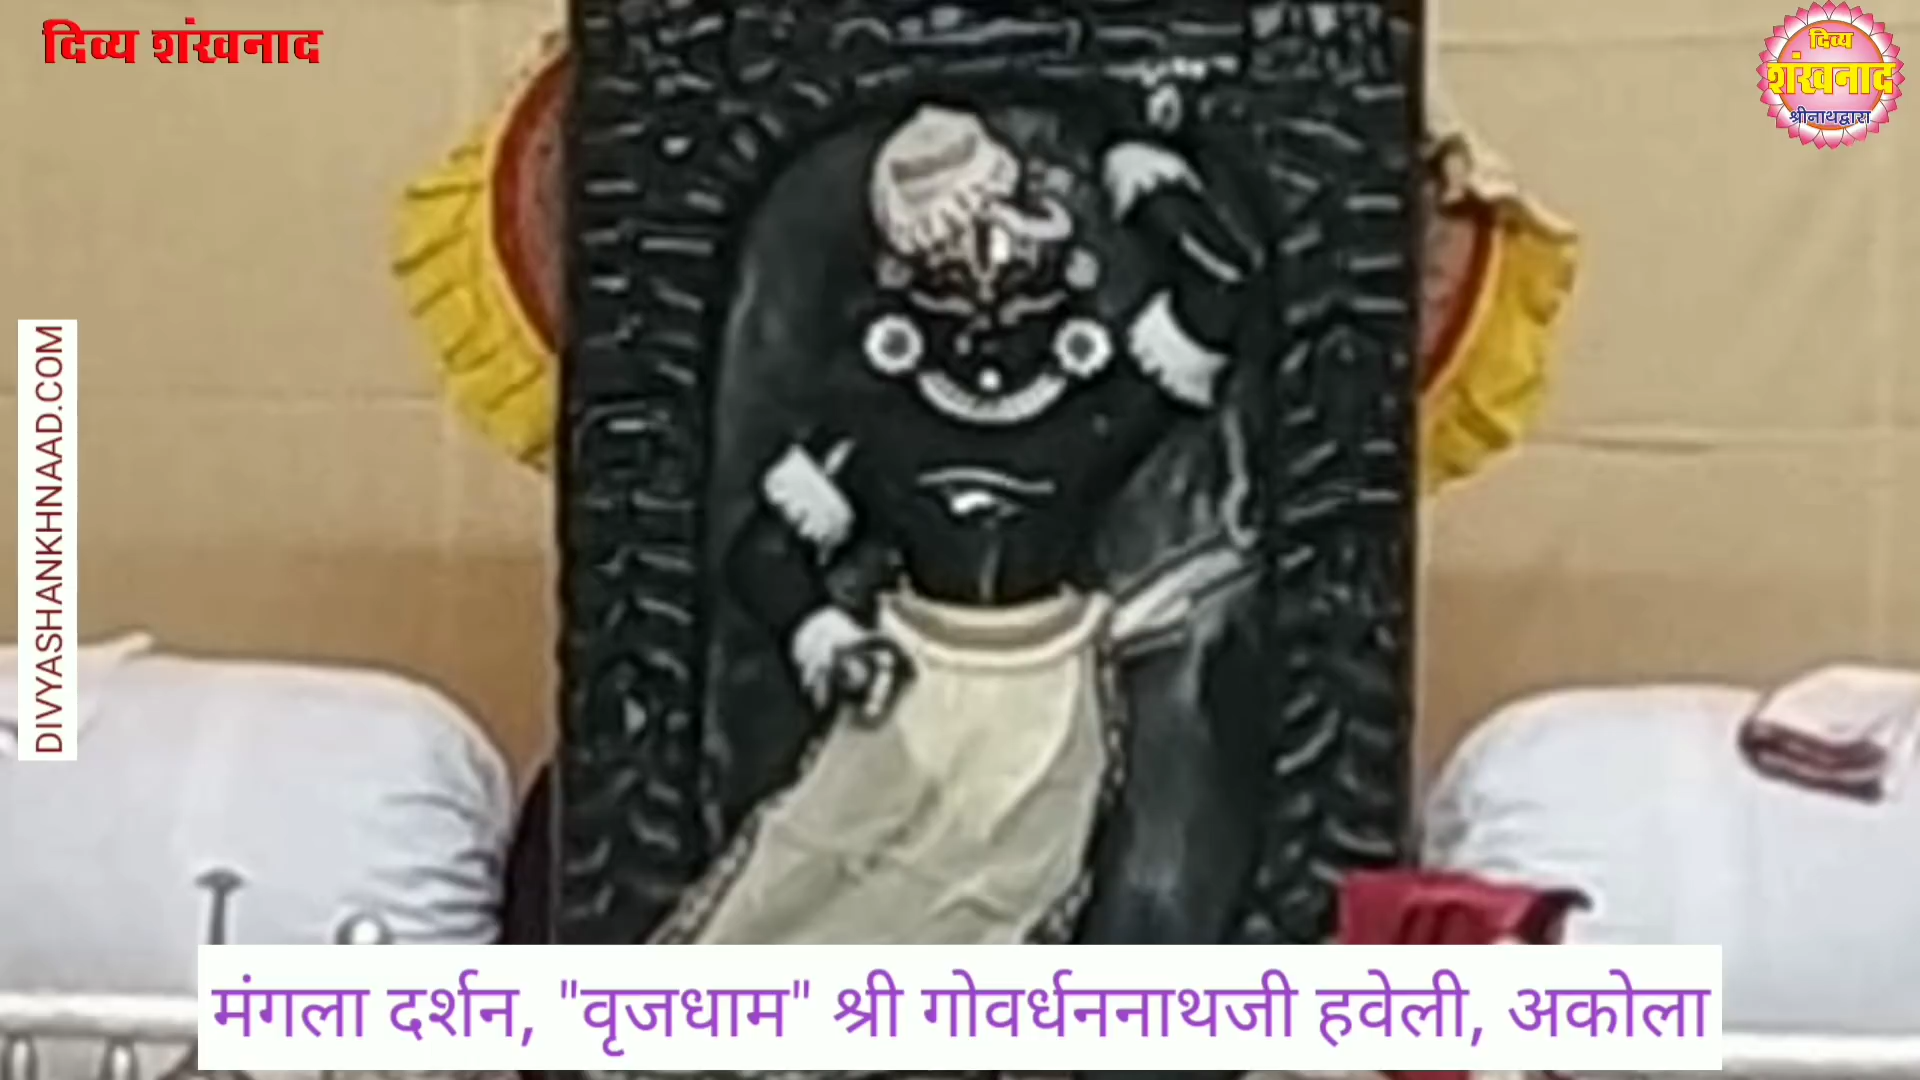 दिव्य शंखनाद
दिव्य
शंखनाद
श्रीनाथद्वारा
DIVYASHANKHNAAD.COM
मंगला दर्शन, "वृजधाम" श्री गोवर्धननाथजी हवेली, अकोला